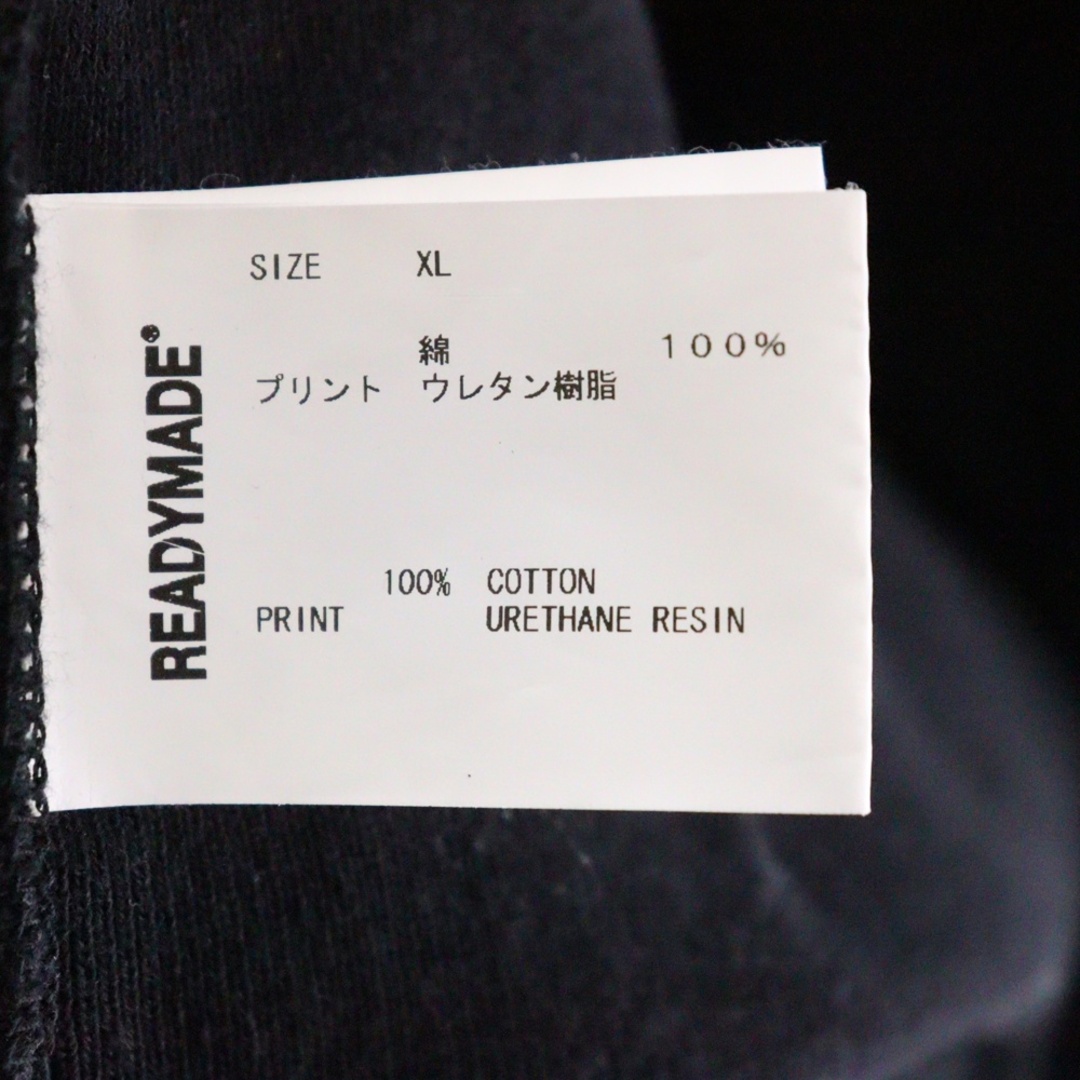 READYMADE®
SIZE XL
綿 １００%
プリント ウレタン樹脂
100% COTTON
PRINT URETHANE RESIN